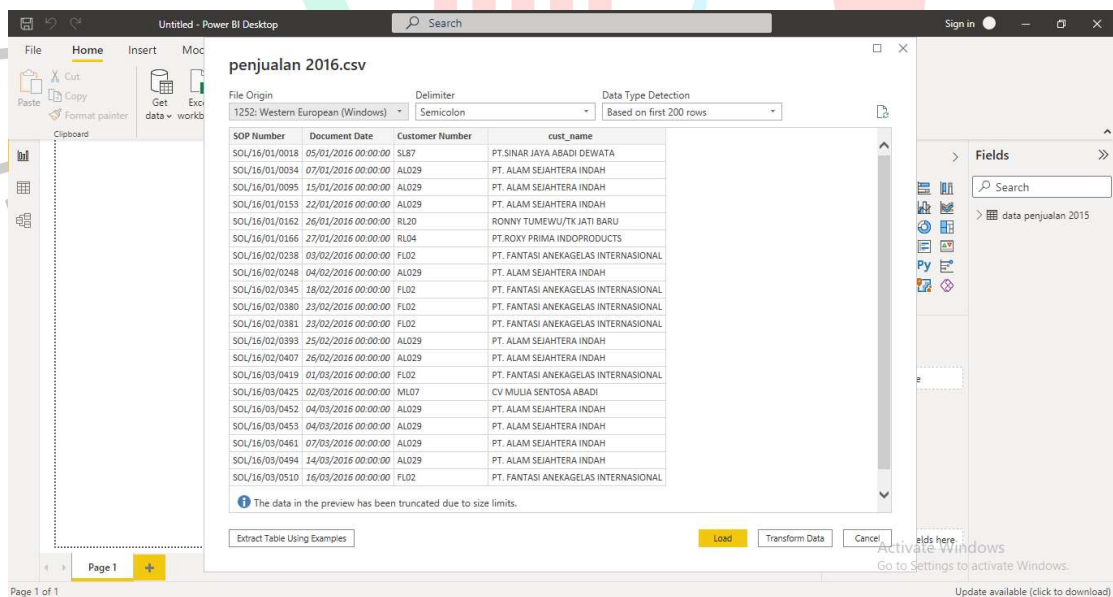 Untitled - Power BI Desktop
Search
Sign in
File Home Insert Mod
Paste
Cut
Copy
Format painter
Clipboard
Get data
Exce workb
penjualan 2016.csv
File Origin Delimiter Data Type Detection
1252: Western European (Windows) Semicolon Based on first 200 rows
SOP Number Document Date Customer Number cust_name
SOL/16/01/0018 05/01/2016 00:00:00 SL87 PT.SINAR JAYA ABADI DEWATA
SOL/16/01/0034 07/01/2016 00:00:00 AL029 PT. ALAM SEJAHTERA INDAH
SOL/16/01/0095 15/01/2016 00:00:00 AL029 PT. ALAM SEJAHTERA INDAH
SOL/16/01/0153 22/01/2016 00:00:00 AL029 PT. ALAM SEJAHTERA INDAH
SOL/16/01/0162 26/01/2016 00:00:00 RL20 RONNY TUMEWU/TK JATI BARU
SOL/16/01/0166 27/01/2016 00:00:00 RL04 PT.ROXY PRIMA INDOPRODUCTS
SOL/16/02/0238 03/02/2016 00:00:00 FL02 PT. FANTASI ANEKAGELAS INTERNASIONAL
SOL/16/02/0248 04/02/2016 00:00:00 AL029 PT. ALAM SEJAHTERA INDAH
SOL/16/02/0345 18/02/2016 00:00:00 FL02 PT. FANTASI ANEKAGELAS INTERNASIONAL
SOL/16/02/0380 23/02/2016 00:00:00 FL02 PT. FANTASI ANEKAGELAS INTERNASIONAL
SOL/16/02/0381 23/02/2016 00:00:00 FL02 PT. FANTASI ANEKAGELAS INTERNASIONAL
SOL/16/02/0393 25/02/2016 00:00:00 AL029 PT. ALAM SEJAHTERA INDAH
SOL/16/02/0407 26/02/2016 00:00:00 AL029 PT. ALAM SEJAHTERA INDAH
SOL/16/03/0419 01/03/2016 00:00:00 FL02 PT. FANTASI ANEKAGELAS INTERNASIONAL
SOL/16/03/0425 02/03/2016 00:00:00 ML07 CV MULIA SENTOSA ABADI
SOL/16/03/0452 04/03/2016 00:00:00 AL029 PT. ALAM SEJAHTERA INDAH
SOL/16/03/0453 04/03/2016 00:00:00 AL029 PT. ALAM SEJAHTERA INDAH
SOL/16/03/0461 07/03/2016 00:00:00 AL029 PT. ALAM SEJAHTERA INDAH
SOL/16/03/0494 14/03/2016 00:00:00 AL029 PT. ALAM SEJAHTERA INDAH
SOL/16/03/0510 16/03/2016 00:00:00 FL02 PT. FANTASI ANEKAGELAS INTERNASIONAL
The data in the preview has been truncated due to size limits.
Extract Table Using Examples Load Transform Data Cancel
Fields
Search
data penjualan 2015
Py
elds here
Activate Windows
Go to Settings to activate Windows.
Page 1
Page 1 of 1
Update available (click to download)